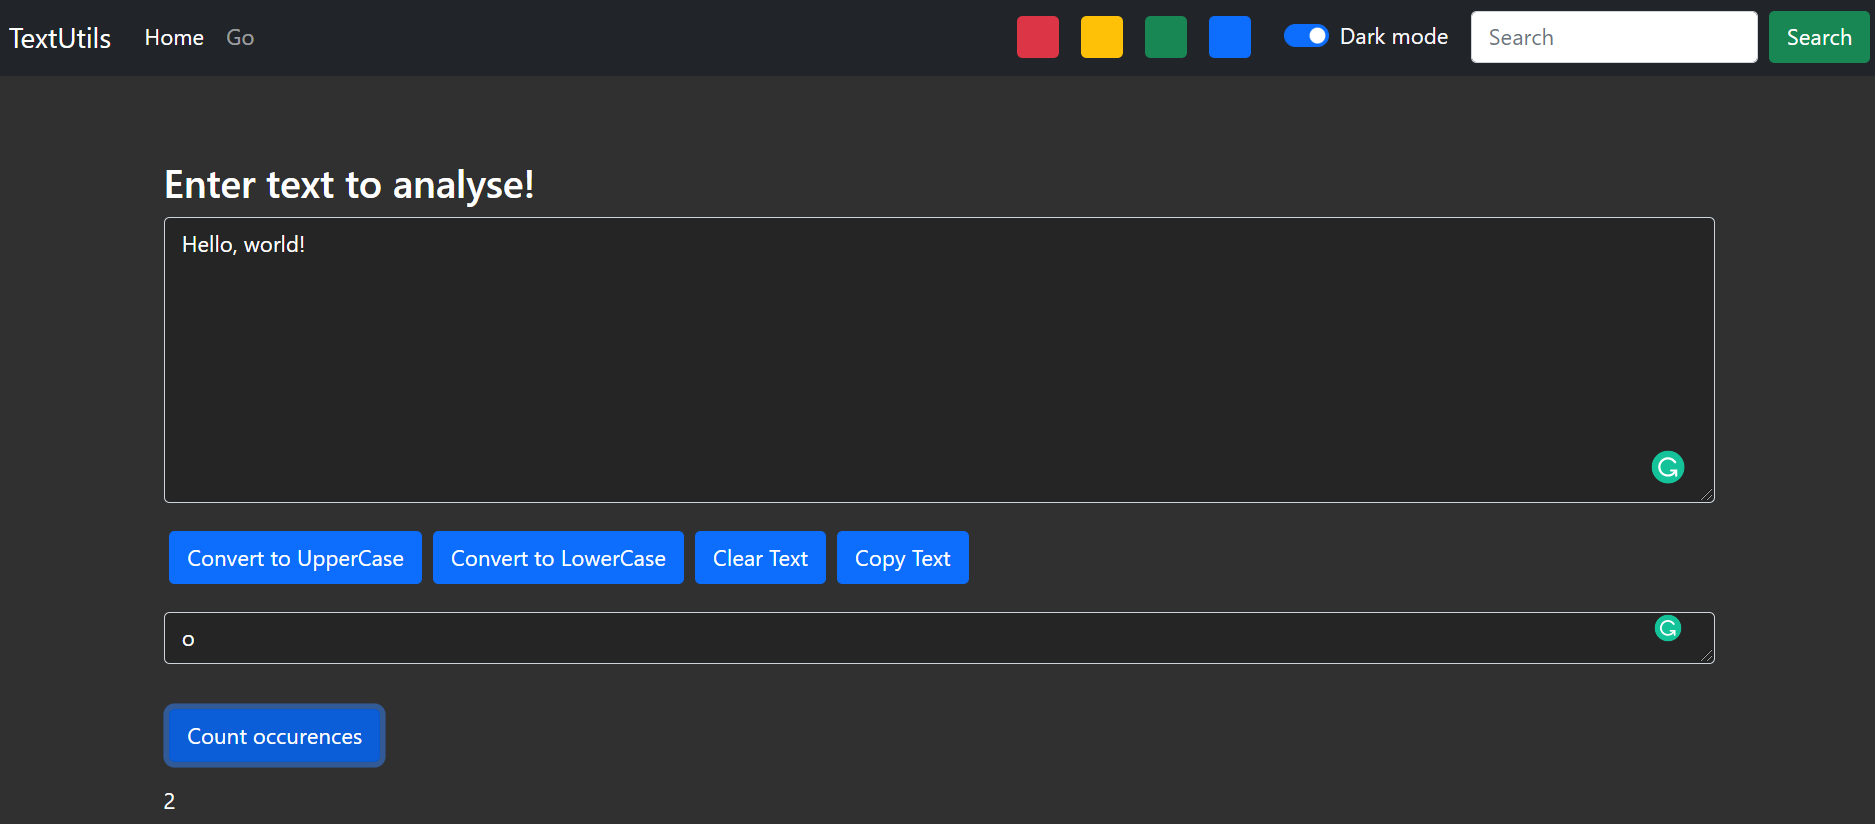 TextUtils Home Go Dark mode Search Search
Enter text to analyse!
Hello, world!
Convert to UpperCase Convert to LowerCase Clear Text Copy Text
o
Count occurences
2